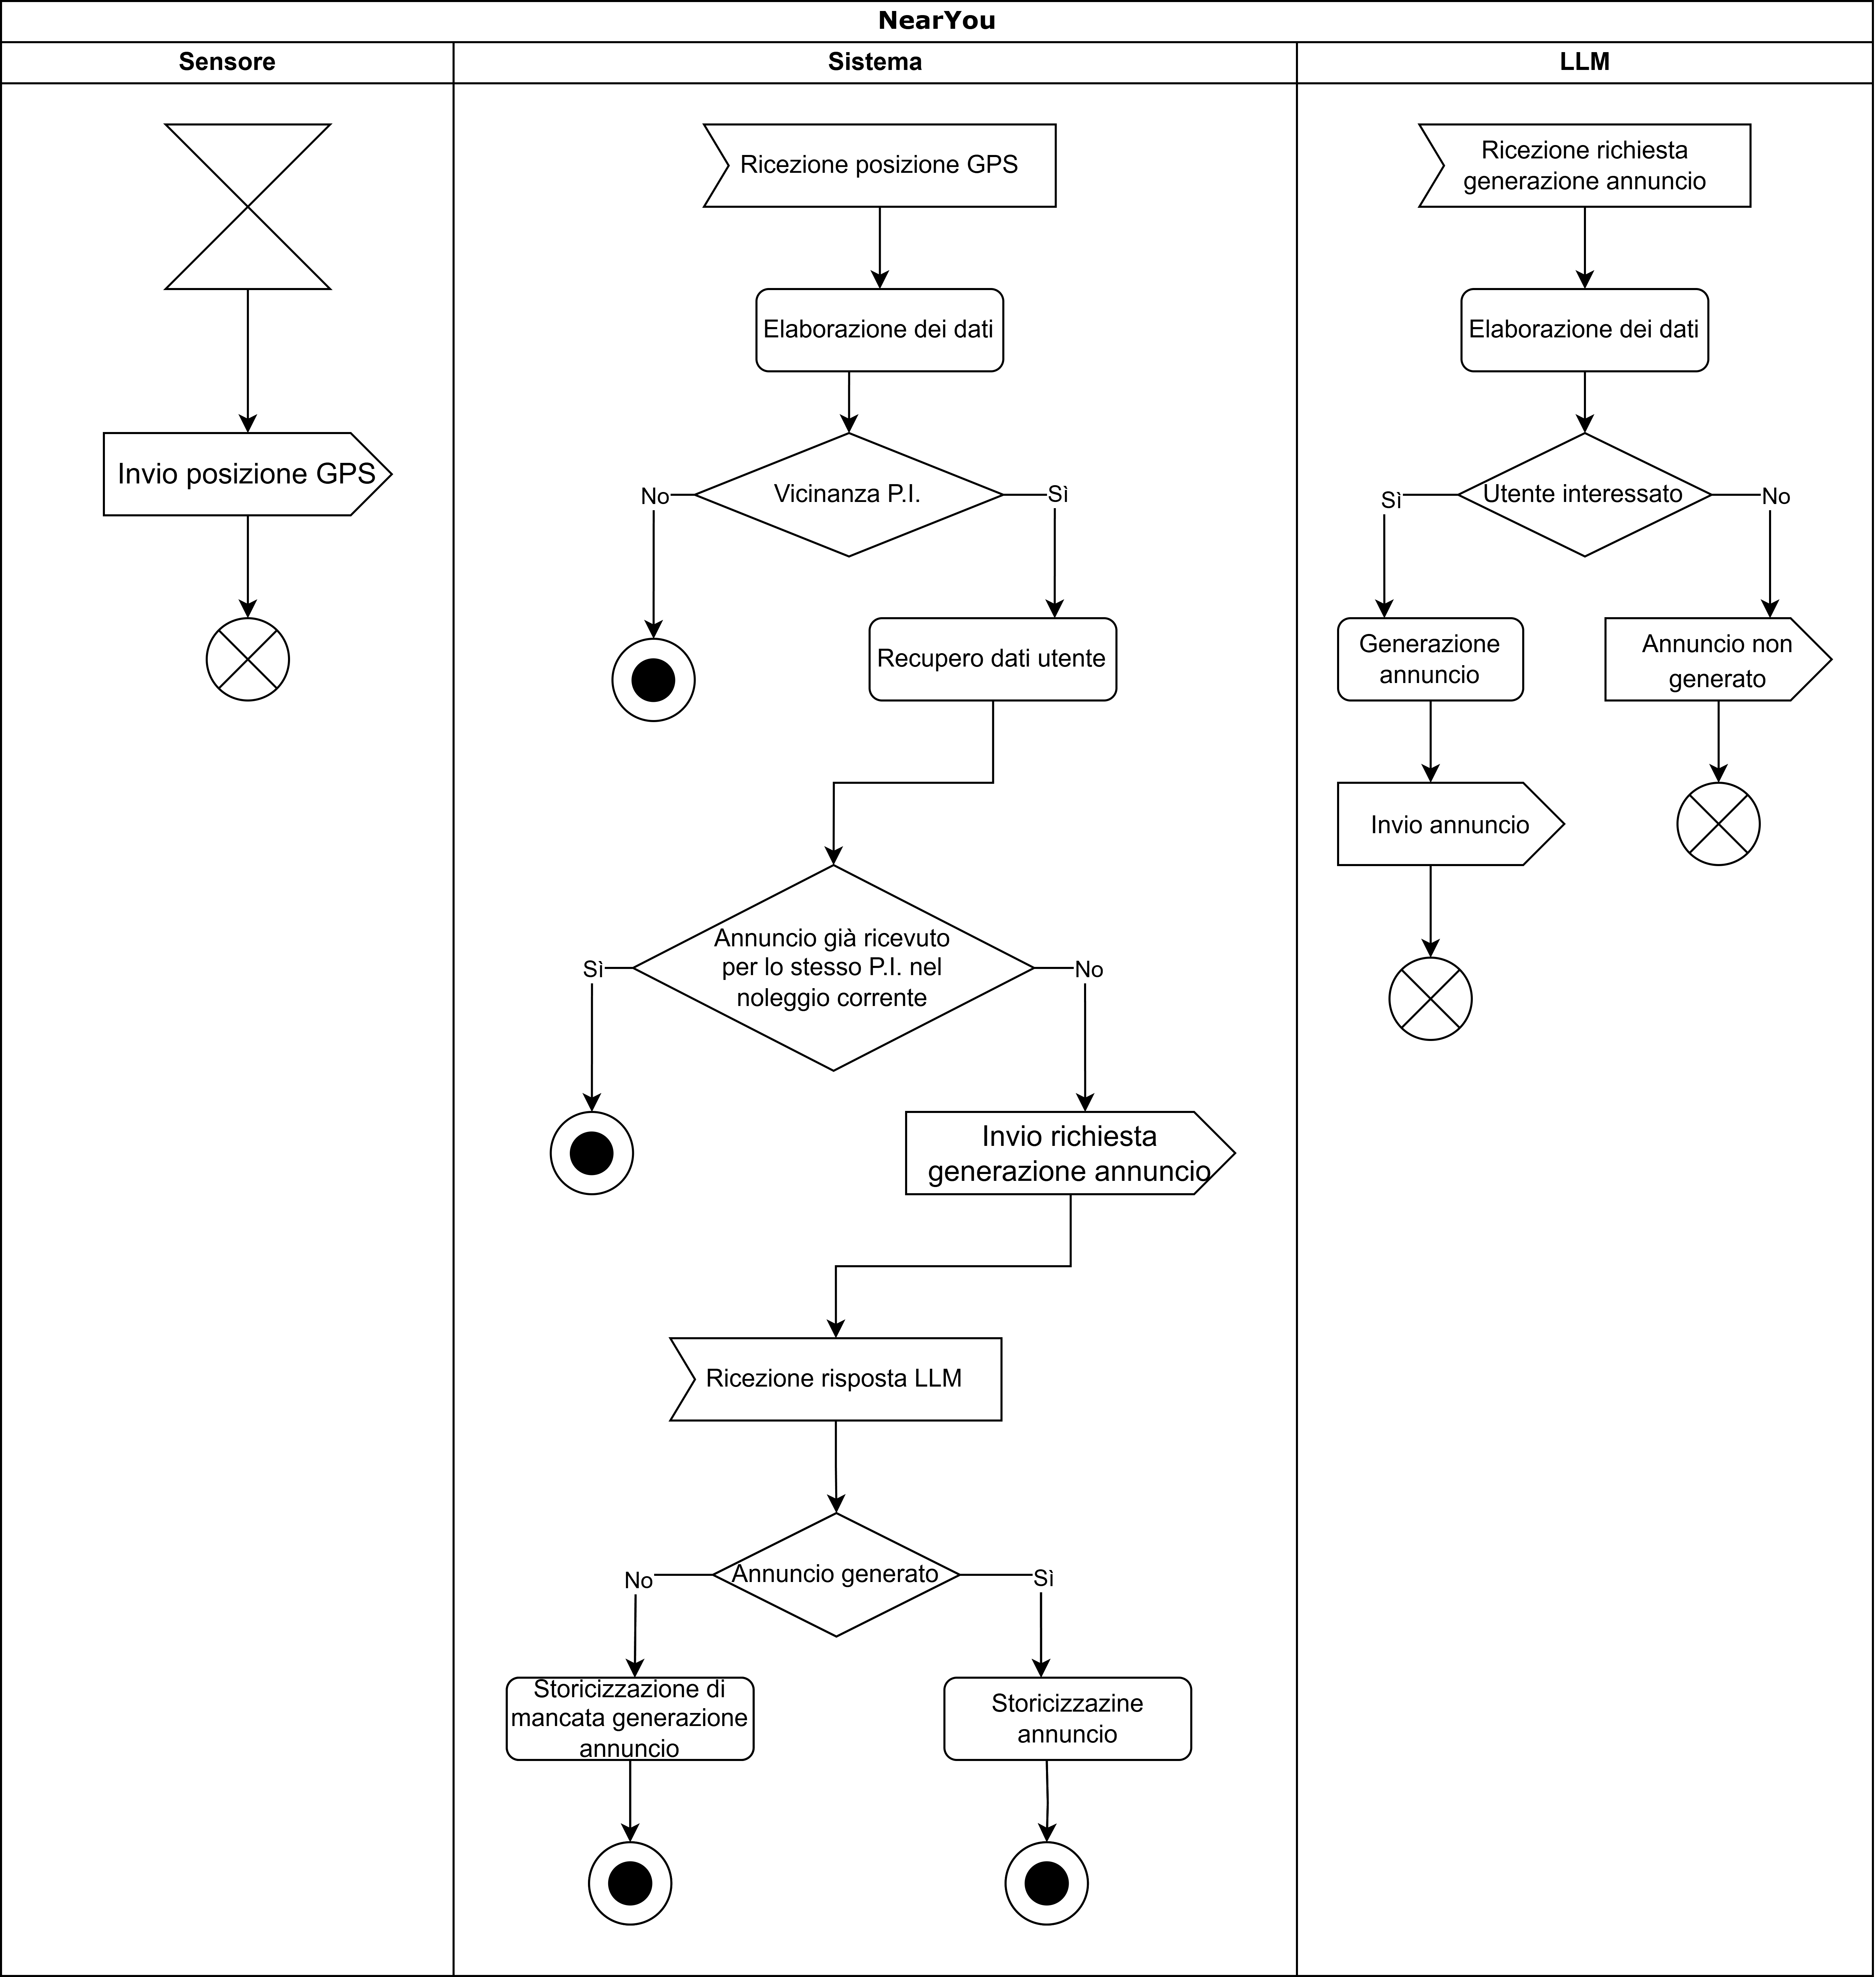 NearYou
Sensore
Sistema
LLM
Invio posizione GPS
Ricezione posizione GPS
Elaborazione dei dati
Vicinanza P.I.
No
Sì
Recupero dati utente
Annuncio già ricevuto
per lo stesso P.I. nel
noleggio corrente
Sì
No
Invio richiesta
generazione annuncio
Ricezione risposta LLM
Annuncio generato
No
Sì
Storicizzazione di
mancata generazione
annuncio
Storicizzazine
annuncio
Ricezione richiesta
generazione annuncio
Elaborazione dei dati
Utente interessato
Sì
No
Generazione
annuncio
Annuncio non
generato
Invio annuncio